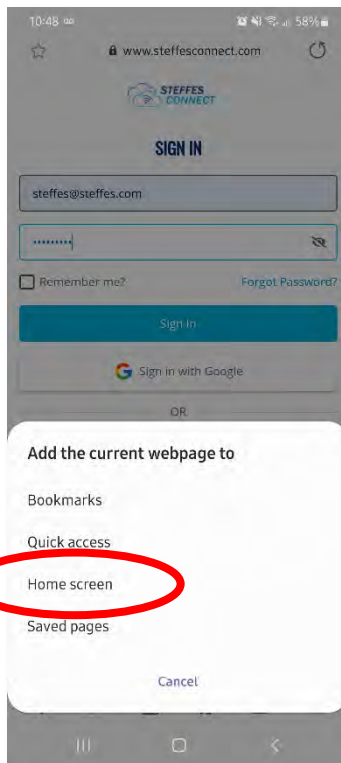 10:48 58%
www.steffesconnect.com
STEFFES
CONNECT
SIGN IN
steffes@steffes.com
•••••••••
Remember me? Forgot Password?
Sign In
Sign in with Google
OR
Add the current webpage to
Bookmarks
Quick access
Home screen
Saved pages
Cancel